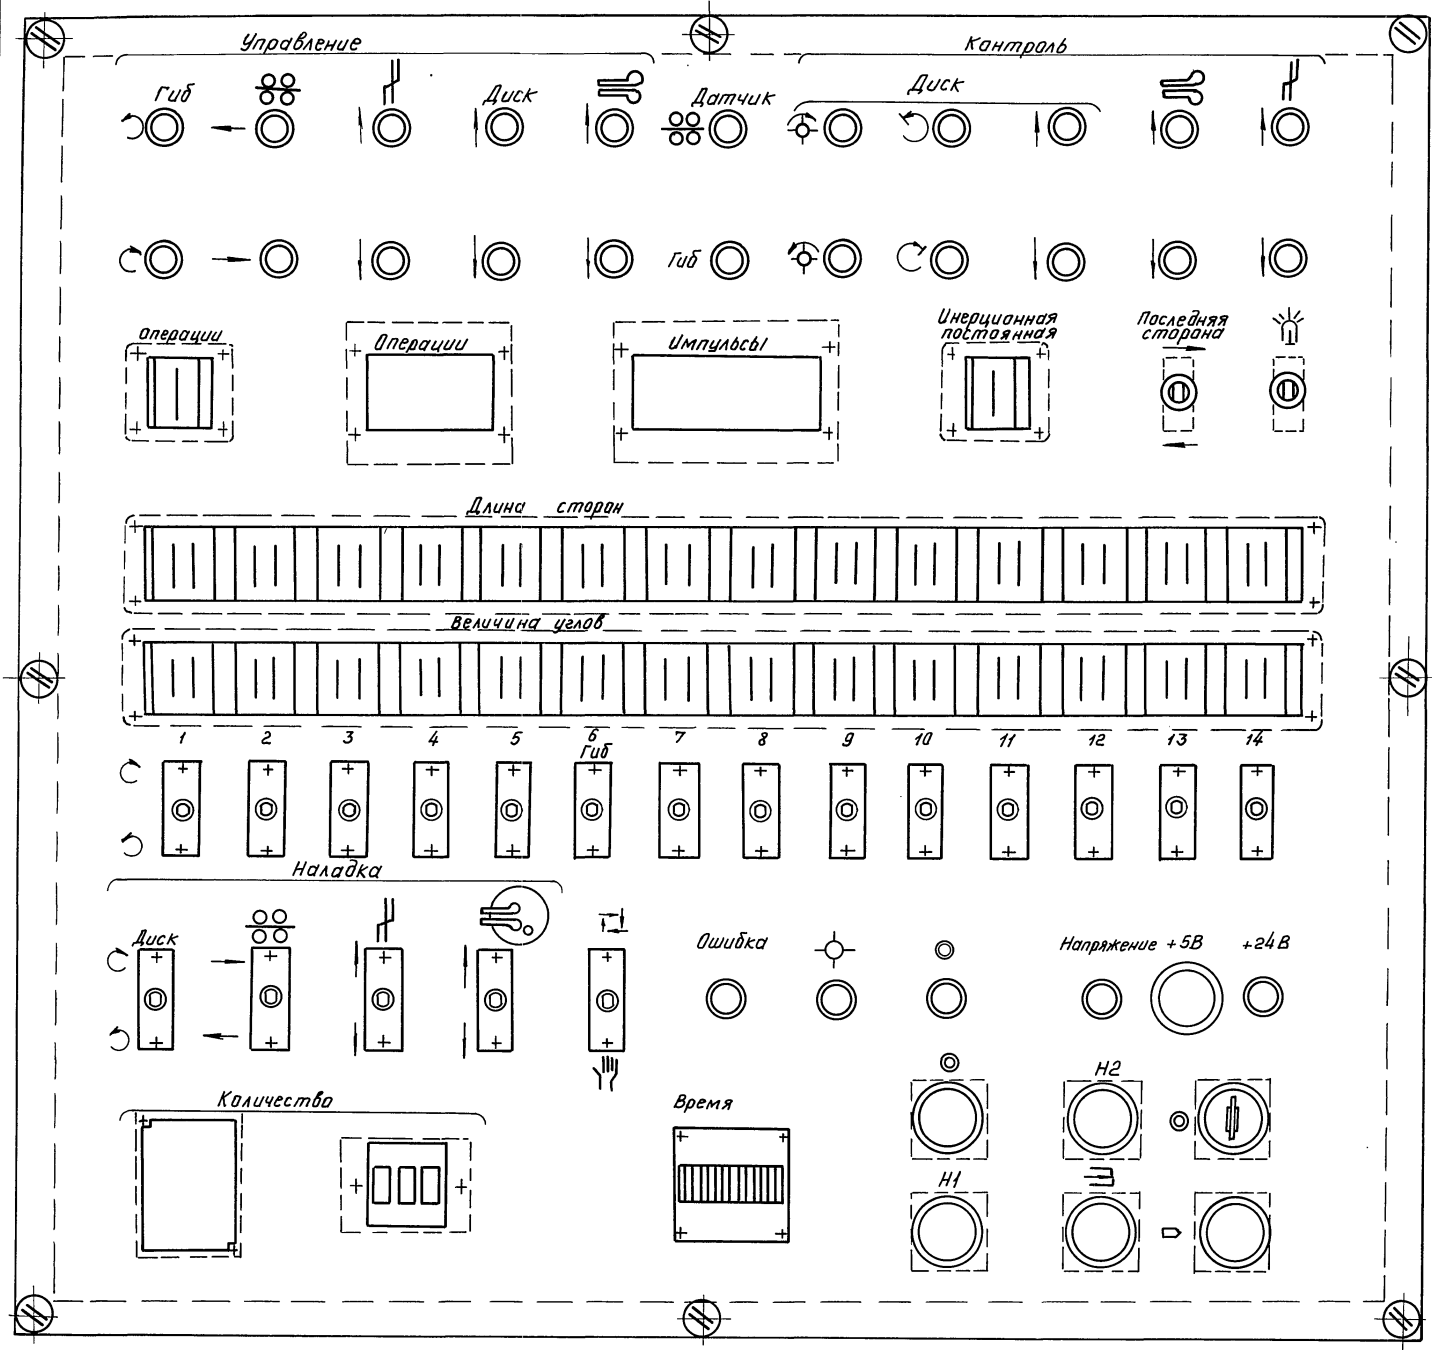 Управление
Контроль
Гиб
Диск
Датчик
Диск
Гиб
Операции
Операции
Импульсы
Инерционная
постоянная
Последняя
сторона
Длина сторон
Величина углов
1 2 3 4 5 6 7 8 9 10 11 12 13 14
Гиб
Наладка
Диск
Ошибка
Напряжение +5В +24В
Количество
Время
Н2
Н1